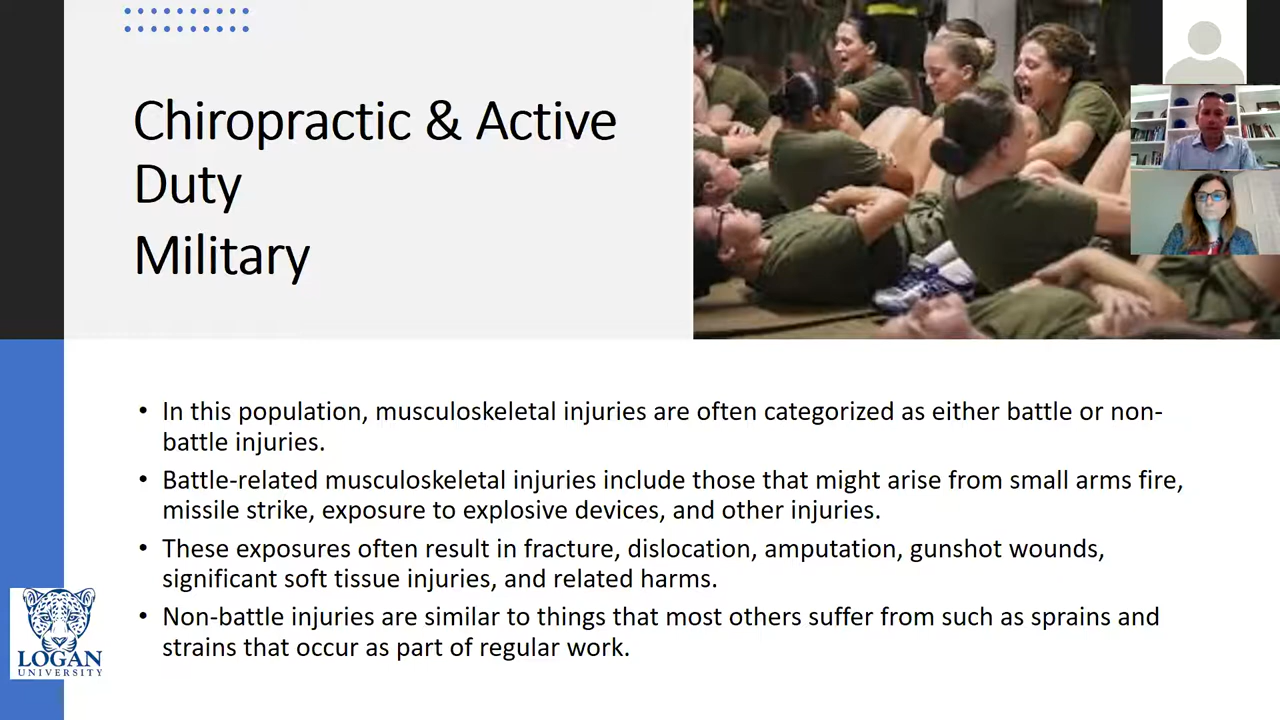 Chiropractic & Active
Duty
Military
• In this population, musculoskeletal injuries are often categorized as either battle or non-
battle injuries.
• Battle-related musculoskeletal injuries include those that might arise from small arms fire,
missile strike, exposure to explosive devices, and other injuries.
• These exposures often result in fracture, dislocation, amputation, gunshot wounds,
significant soft tissue injuries, and related harms.
• Non-battle injuries are similar to things that most others suffer from such as sprains and
strains that occur as part of regular work.
LOGAN
UNIVERSITY